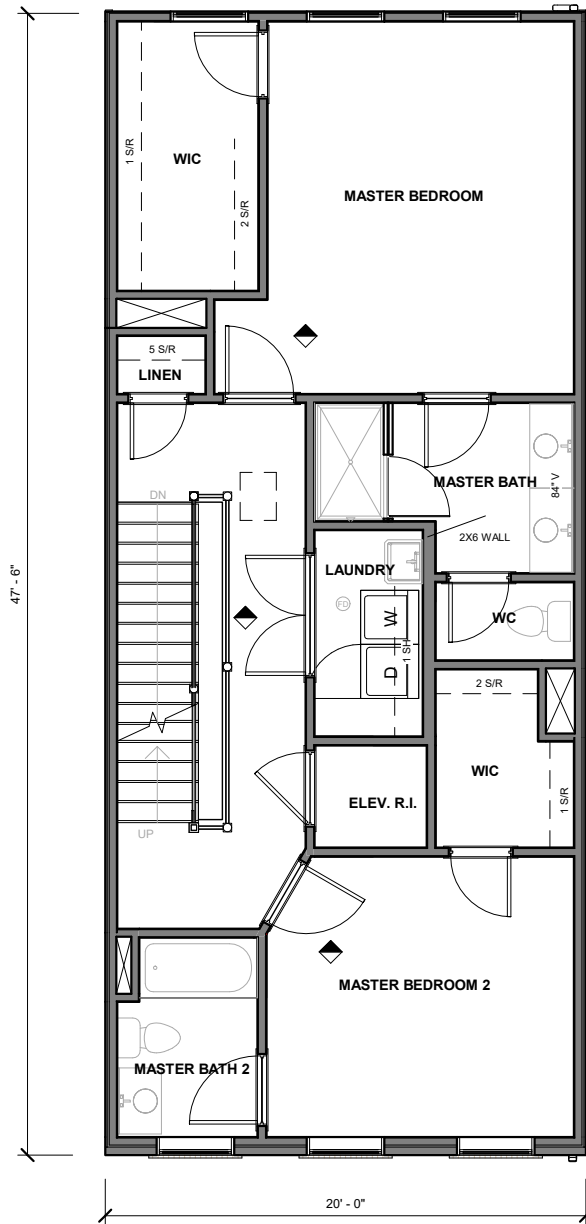 1 S/R
WIC
2 S/R
MASTER BEDROOM
5 S/R
LINEN
DN
MASTER BATH
84" V
2X6 WALL
LAUNDRY
FD
W
D
1 SH
WC
47' - 6"
2 S/R
WIC
1 S/R
ELEV. R.I.
UP
MASTER BEDROOM 2
MASTER BATH 2
20' - 0"